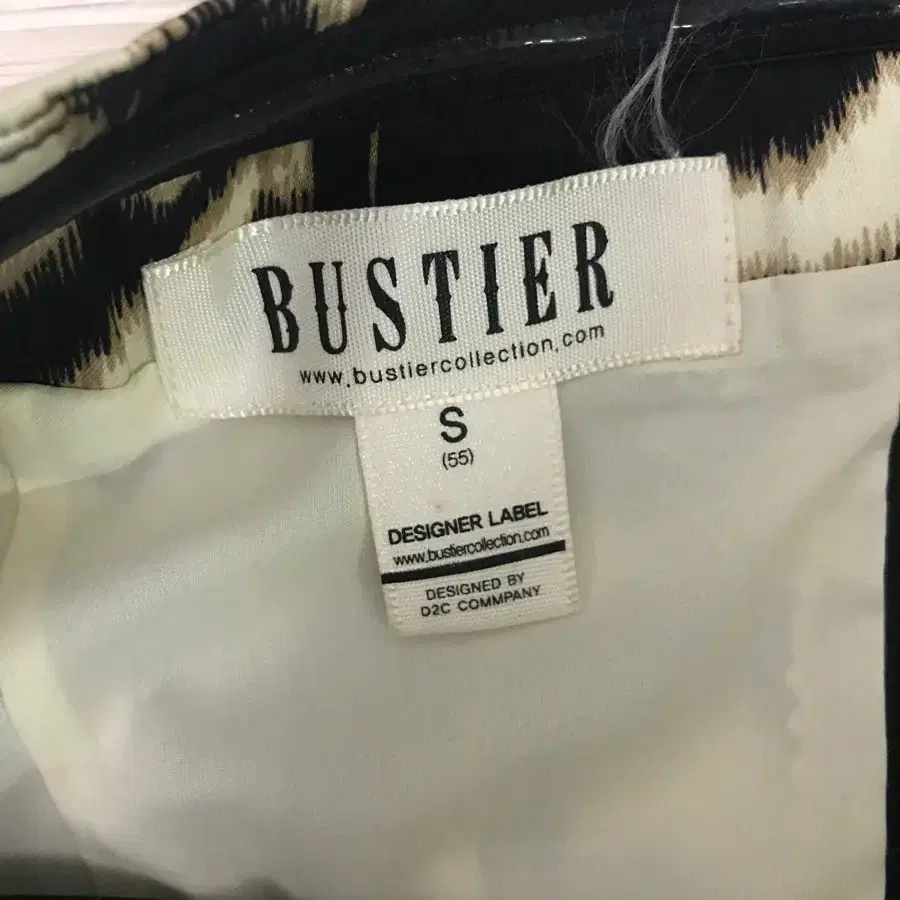 BUSTIER
www.bustiercollection.com
S
(55)
DESIGNER LABEL
www.bustiercollection.com
DESIGNED BY
D2C COMMPANY